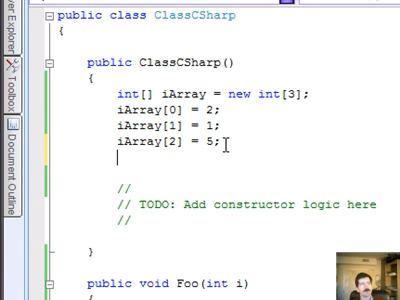 public class ClassCSharp
{
public ClassCSharp()
{
int[] iArray = new int[3];
iArray[0] = 2;
iArray[1] = 1;
iArray[2] = 5;
//
// TODO: Add constructor logic here
//
}
public void Foo(int i)
{
Explorer
Toolbox
Document Outline